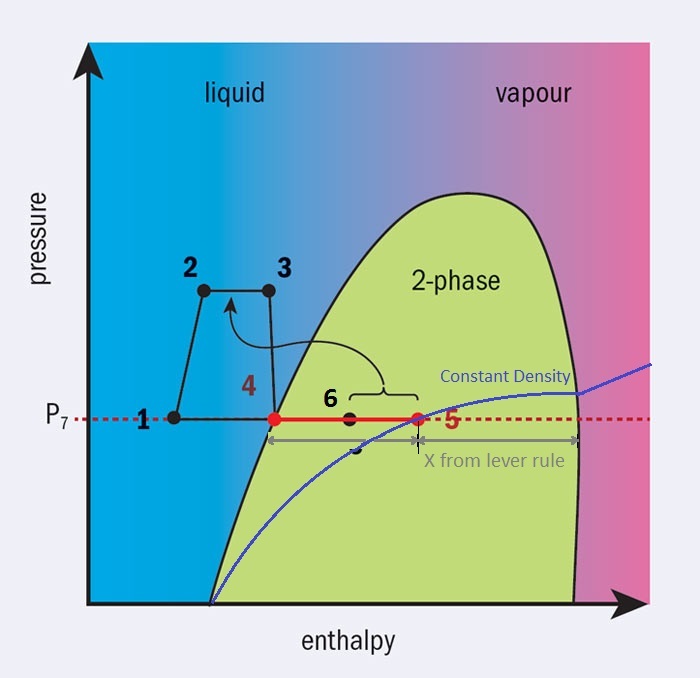 liquid
vapour
pressure
2
3
2-phase
4
6
Constant Density
P7
1
5
X from lever rule
enthalpy